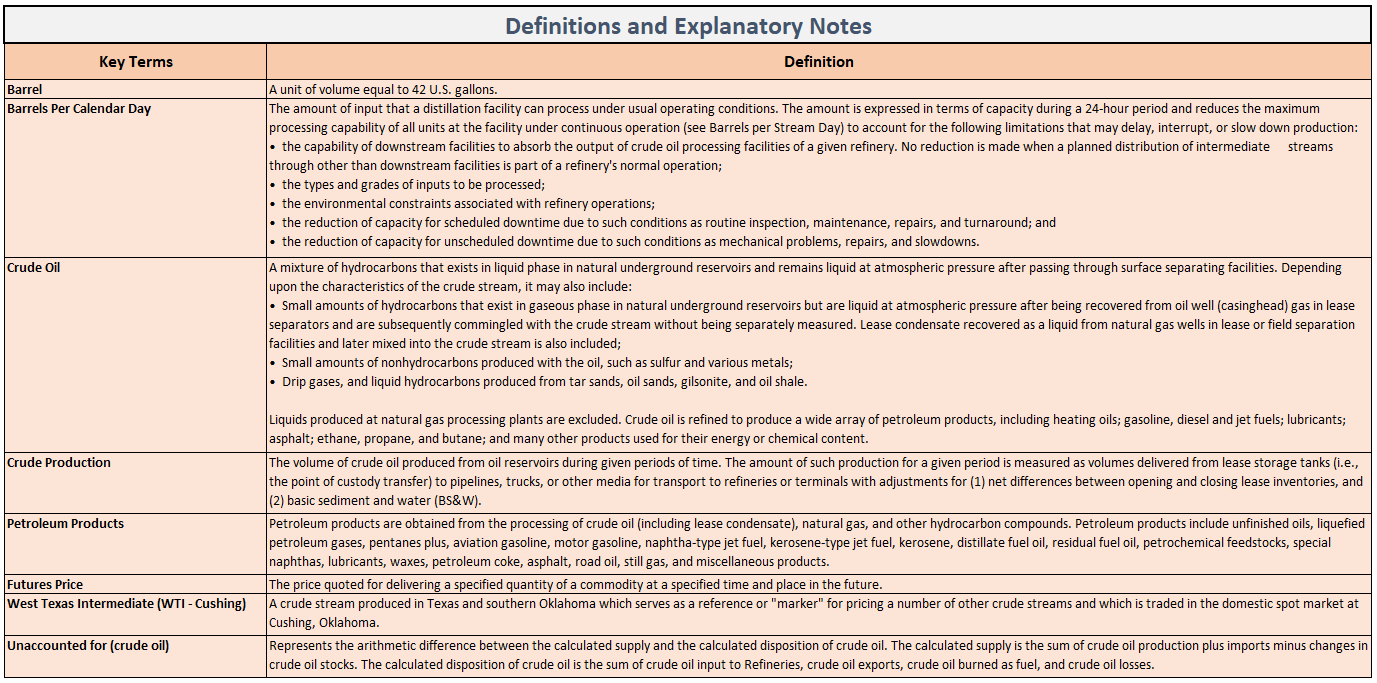 Definitions and Explanatory Notes
Key Terms
Definition
Barrel
A unit of volume equal to 42 U.S. gallons.
Barrels Per Calendar Day
The amount of input that a distillation facility can process under usual operating conditions. The amount is expressed in terms of capacity during a 24-hour period and reduces the maximum
processing capability of all units at the facility under continuous operation (see Barrels per Stream Day) to account for the following limitations that may delay, interrupt, or slow down production:
• the capability of downstream facilities to absorb the output of crude oil processing facilities of a given refinery. No reduction is made when a planned distribution of intermediate streams
through other than downstream facilities is part of a refinery's normal operation;
• the types and grades of inputs to be processed;
• the environmental constraints associated with refinery operations;
• the reduction of capacity for scheduled downtime due to such conditions as routine inspection, maintenance, repairs, and turnaround; and
• the reduction of capacity for unscheduled downtime due to such conditions as mechanical problems, repairs, and slowdowns.
Crude Oil
A mixture of hydrocarbons that exists in liquid phase in natural underground reservoirs and remains liquid at atmospheric pressure after passing through surface separating facilities. Depending
upon the characteristics of the crude stream, it may also include:
• Small amounts of hydrocarbons that exist in gaseous phase in natural underground reservoirs but are liquid at atmospheric pressure after being recovered from oil well (casinghead) gas in lease
separators and are subsequently commingled with the crude stream without being separately measured. Lease condensate recovered as a liquid from natural gas wells in lease or field separation
facilities and later mixed into the crude stream is also included;
• Small amounts of nonhydrocarbons produced with the oil, such as sulfur and various metals;
• Drip gases, and liquid hydrocarbons produced from tar sands, oil sands, gilsonite, and oil shale.
Liquids produced at natural gas processing plants are excluded. Crude oil is refined to produce a wide array of petroleum products, including heating oils; gasoline, diesel and jet fuels; lubricants;
asphalt; ethane, propane, and butane; and many other products used for their energy or chemical content.
Crude Production
The volume of crude oil produced from oil reservoirs during given periods of time. The amount of such production for a given period is measured as volumes delivered from lease storage tanks (i.e.,
the point of custody transfer) to pipelines, trucks, or other media for transport to refineries or terminals with adjustments for (1) net differences between opening and closing lease inventories, and
(2) basic sediment and water (BS&W).
Petroleum Products
Petroleum products are obtained from the processing of crude oil (including lease condensate), natural gas, and other hydrocarbon compounds. Petroleum products include unfinished oils, liquefied
petroleum gases, pentanes plus, aviation gasoline, motor gasoline, naphtha-type jet fuel, kerosene-type jet fuel, kerosene, distillate fuel oil, residual fuel oil, petrochemical feedstocks, special
naphthas, lubricants, waxes, petroleum coke, asphalt, road oil, still gas, and miscellaneous products.
Futures Price
The price quoted for delivering a specified quantity of a commodity at a specified time and place in the future.
West Texas Intermediate (WTI - Cushing)
A crude stream produced in Texas and southern Oklahoma which serves as a reference or "marker" for pricing a number of other crude streams and which is traded in the domestic spot market at
Cushing, Oklahoma.
Unaccounted for (crude oil)
Represents the arithmetic difference between the calculated supply and the calculated disposition of crude oil. The calculated supply is the sum of crude oil production plus imports minus changes in
crude oil stocks. The calculated disposition of crude oil is the sum of crude oil input to Refineries, crude oil exports, crude oil burned as fuel, and crude oil losses.